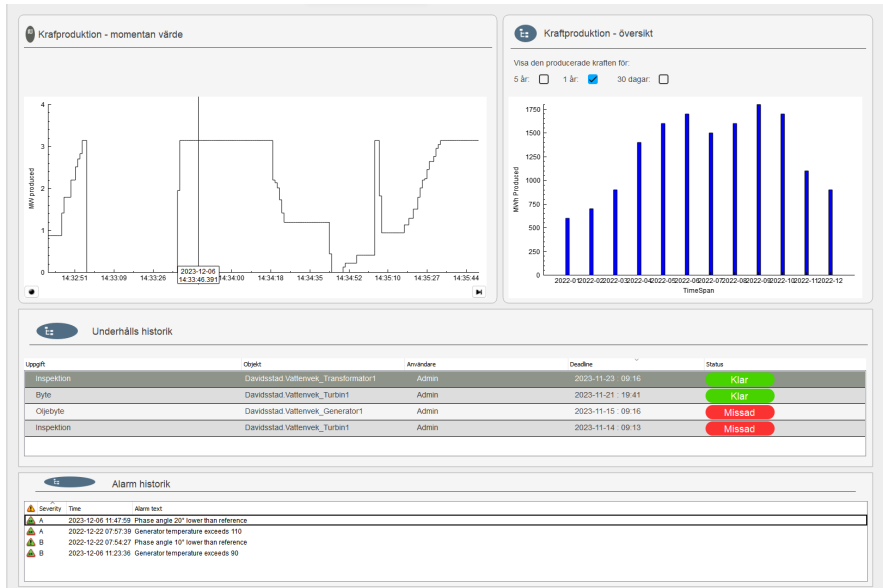 Krafproduktion - momentan värde
4
3
2
1
0
MW produced
14:32:51 14:33:09 14:33:26 14:34:00 14:34:18 14:34:35 14:34:52 14:35:10 14:35:27 14:35:44
2023-12-06
14:33:46.391
Kraftproduktion - översikt
Visa den producerade kraften för:
5 år: 1 år: 30 dagar:
1750
1500
1250
1000
750
500
250
0
MWh Produced
2022-01 2022-02 2022-03 2022-04 2022-05 2022-06 2022-07 2022-08 2022-09 2022-10 2022-11 2022-12
TimeSpan
Underhålls historik
Uppgift Objekt Användare Deadline Status
Inspektion Davidsstad Vattenvek_Transformator1 Admin 2023-11-23 : 09:16 Klar
Byte Davidsstad Vattenvek_Turbin1 Admin 2023-11-21 : 19:41 Klar
Oljebyte Davidsstad Vattenvek_Generator1 Admin 2023-11-15 : 09:16 Missad
Inspektion Davidsstad Vattenvek_Turbin1 Admin 2023-11-14 : 09:13 Missad
Alarm historik
Severity Time Alarm text
A 2023-12-06 11:47:59 Phase angle 20° lower than reference
A 2022-12-22 07:57:39 Generator temperature exceeds 110
B 2022-12-22 07:54:27 Phase angle 10° lower than reference
B 2023-12-06 11:23:36 Generator temperature exceeds 90